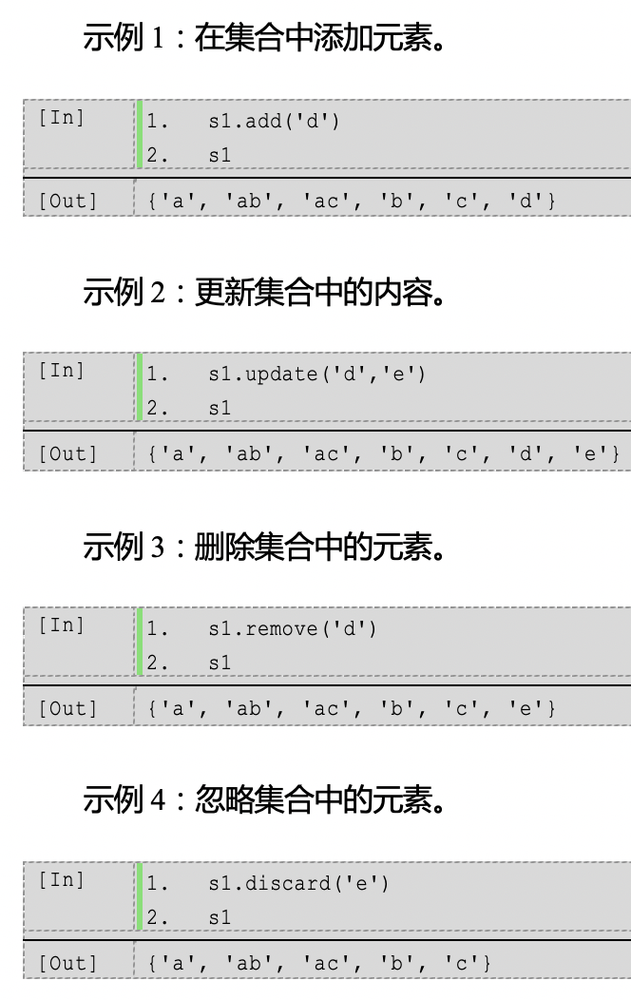 示例 1：在集合中添加元素。
[In] 1. s1.add('d')
2. s1
[Out] {'a', 'ab', 'ac', 'b', 'c', 'd'}
示例 2：更新集合中的内容。
[In] 1. s1.update('d','e')
2. s1
[Out] {'a', 'ab', 'ac', 'b', 'c', 'd', 'e'}
示例 3：删除集合中的元素。
[In] 1. s1.remove('d')
2. s1
[Out] {'a', 'ab', 'ac', 'b', 'c', 'e'}
示例 4：忽略集合中的元素。
[In] 1. s1.discard('e')
2. s1
[Out] {'a', 'ab', 'ac', 'b', 'c'}